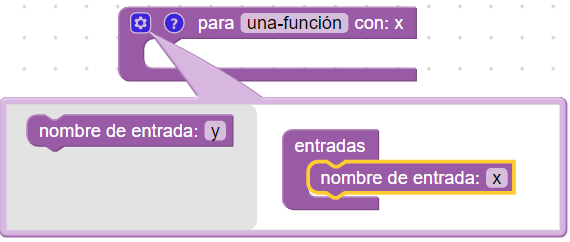 ? para una-función con: x
nombre de entrada: y
entradas
nombre de entrada: x